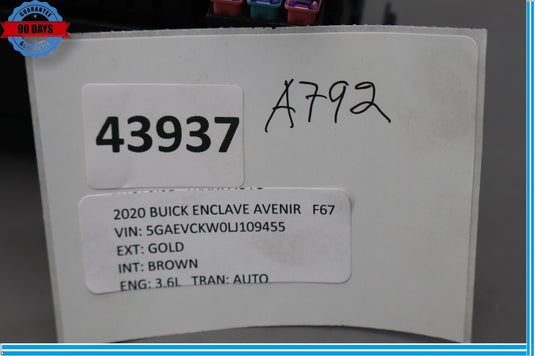 GUARANTEE
90 DAYS
GUARANTEE
43937
A792
2020 BUICK ENCLAVE AVENIR F67
VIN: 5GAEVCKW0LJ109455
EXT: GOLD
INT: BROWN
ENG: 3.6L TRAN: AUTO